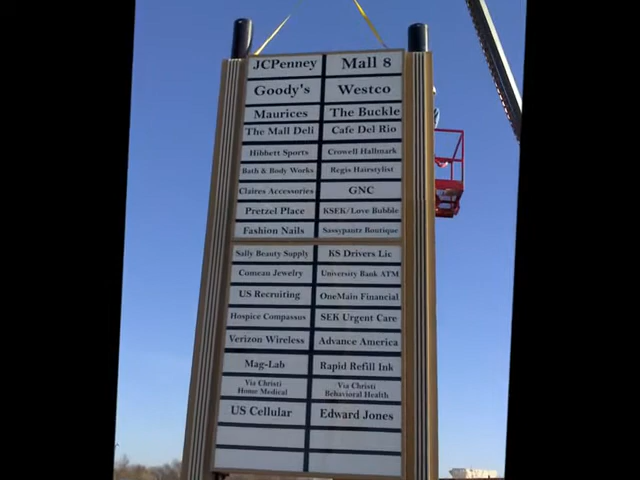 JCPenney Mall 8
Goody's Westco
Maurices The Buckle
The Mall Deli Cafe Del Rio
Hibbett Sports Crowell Hallmark
Bath & Body Works Regis Hairstylist
Claires Accessories GNC
Pretzel Place KSEK/Love Bubble
Fashion Nails Sassypantz Boutique
Sally Beauty Supply KS Drivers Lic
Comeau Jewelry University Bank ATM
US Recruiting OneMain Financial
Hospice Compassus SEK Urgent Care
Verizon Wireless Advance America
Mag-Lab Rapid Refill Ink
Via Christi Via Christi
Home Medical Behavioral Health
US Cellular Edward Jones